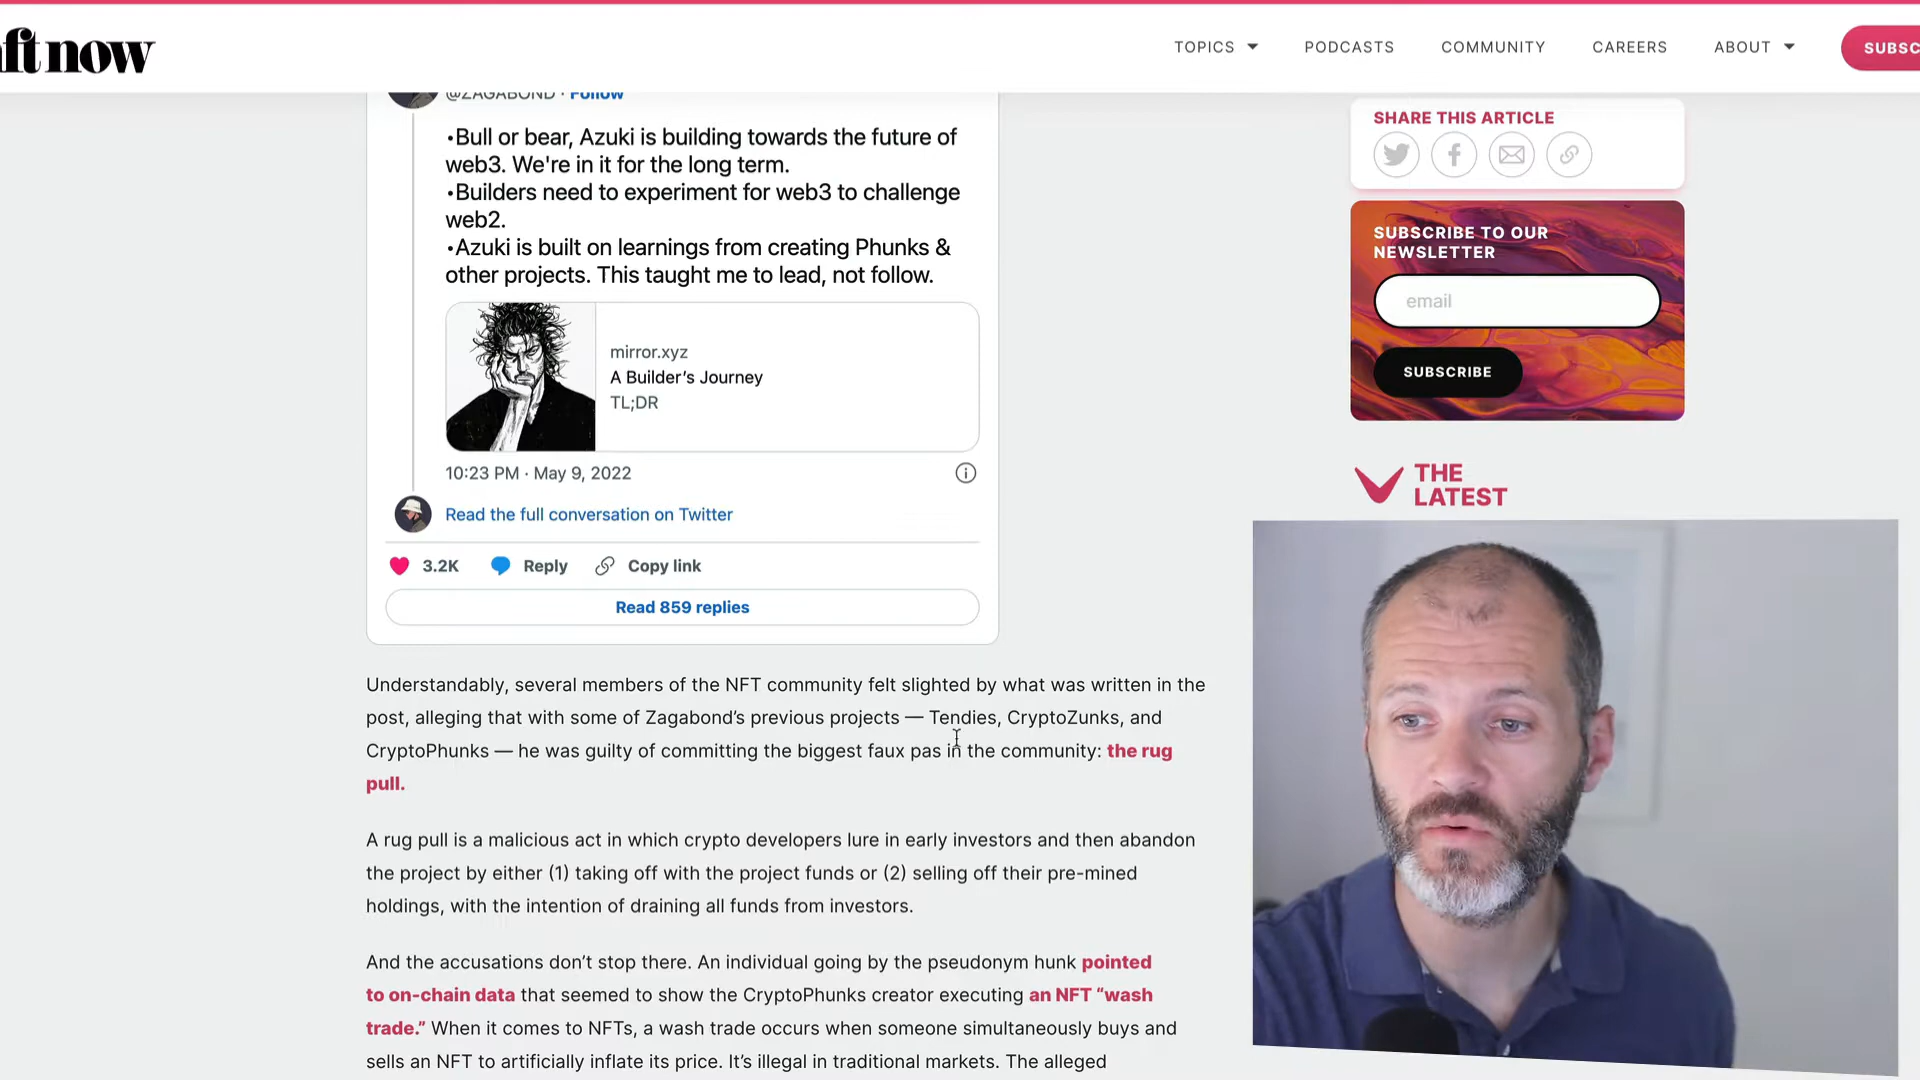 nft now
TOPICS
PODCASTS
COMMUNITY
CAREERS
ABOUT
@ZAGABOND · Follow
•Bull or bear, Azuki is building towards the future of
web3. We're in it for the long term.
•Builders need to experiment for web3 to challenge
web2.
•Azuki is built on learnings from creating Phunks &
other projects. This taught me to lead, not follow.
mirror.xyz
A Builder's Journey
TL;DR
10:23 PM · May 9, 2022
Read the full conversation on Twitter
3.2K Reply Copy link
Read 859 replies
Understandably, several members of the NFT community felt slighted by what was written in the
post, alleging that with some of Zagabond's previous projects — Tendies, CryptoZunks, and
CryptoPhunks — he was guilty of committing the biggest faux pas in the community: the rug
pull.
A rug pull is a malicious act in which crypto developers lure in early investors and then abandon
the project by either (1) taking off with the project funds or (2) selling off their pre-mined
holdings, with the intention of draining all funds from investors.
And the accusations don't stop there. An individual going by the pseudonym hunk pointed
to on-chain data that seemed to show the CryptoPhunks creator executing an NFT “wash
trade.” When it comes to NFTs, a wash trade occurs when someone simultaneously buys and
sells an NFT to artificially inflate its price. It's illegal in traditional markets. The alleged
SHARE THIS ARTICLE
SUBSCRIBE TO OUR
NEWSLETTER
email
SUBSCRIBE
THE
LATEST